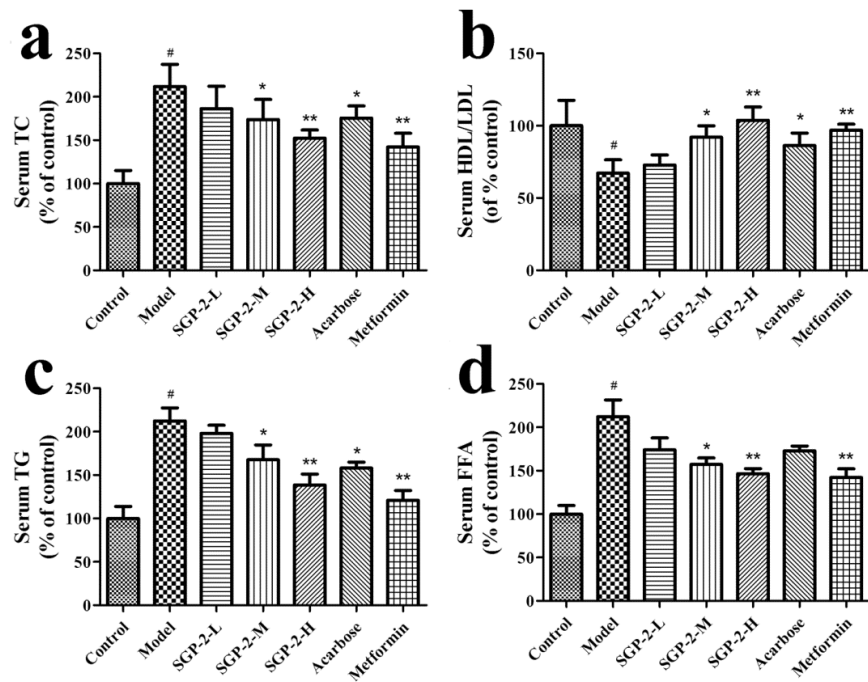 a
Serum TC
(% of control)
250
200
150
100
50
0
#
*
**
*
**
Control
Model
SGP-2-L
SGP-2-M
SGP-2-H
Acarbose
Metformin
b
Serum HDL/LDL
(of % control)
150
100
50
0
#
*
**
*
**
Control
Model
SGP-2-L
SGP-2-M
SGP-2-H
Acarbose
Metformin
c
Serum TG
(% of control)
250
200
150
100
50
0
#
*
**
*
**
Control
Model
SGP-2-L
SGP-2-M
SGP-2-H
Acarbose
Metformin
d
Serum FFA
(% of control)
250
200
150
100
50
0
#
*
**
**
Control
Model
SGP-2-L
SGP-2-M
SGP-2-H
Acarbose
Metformin